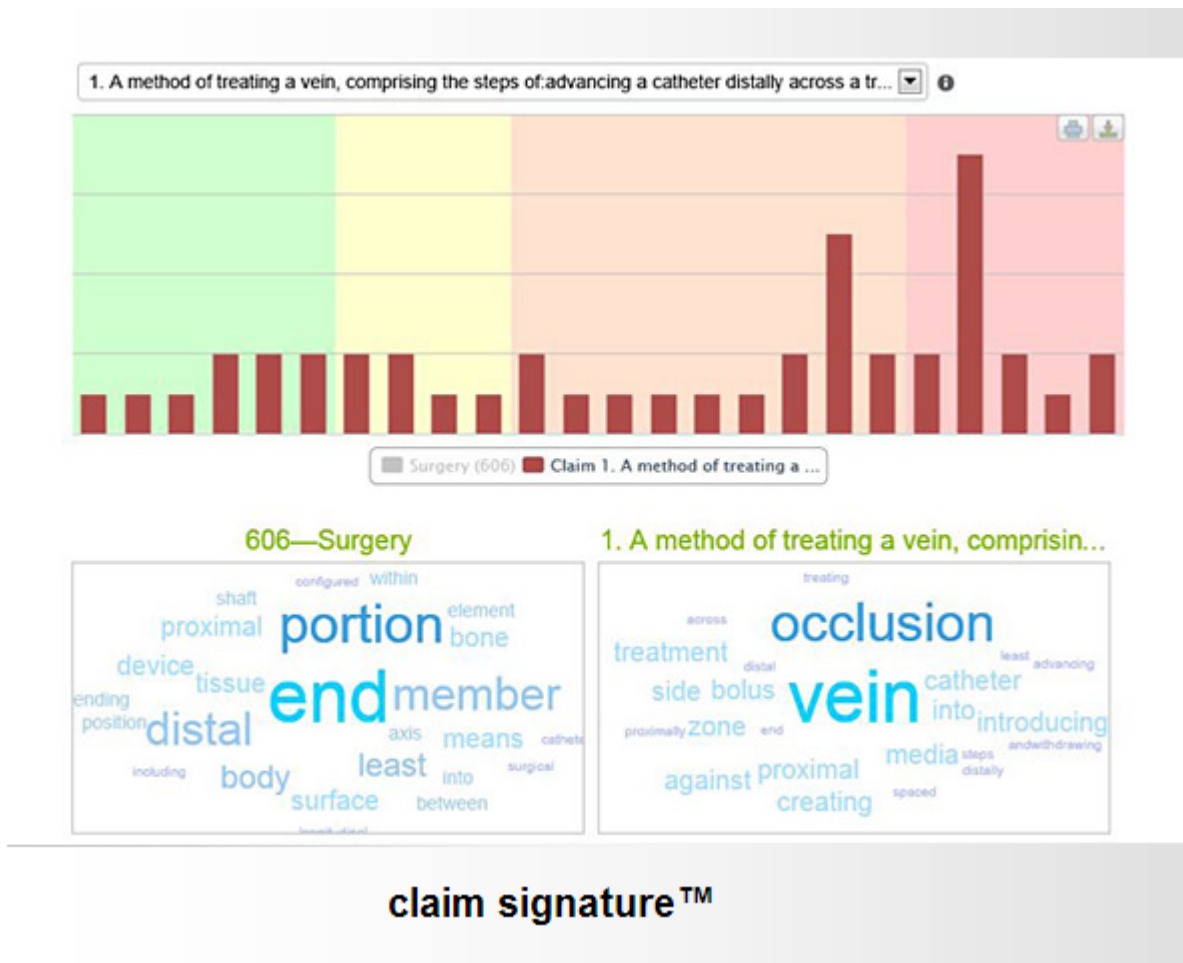 1. A method of treating a vein, comprising the steps of:advancing a catheter distally across a tr...
Surgery (606) Claim 1. A method of treating a ...
606—Surgery
configured within
shaft
element
proximal portion bone
device
tissue end member
ending
position distal
axis means cathete
including body least into surgical
surface between
longitudinal
1. A method of treating a vein, comprisin...
treating
across occlusion
treatment
distal
least advancing
side bolus vein catheter
into introducing
proximally zone end
media steps andwithdrawing
distally
against proximal
creating spaced
claim signature™